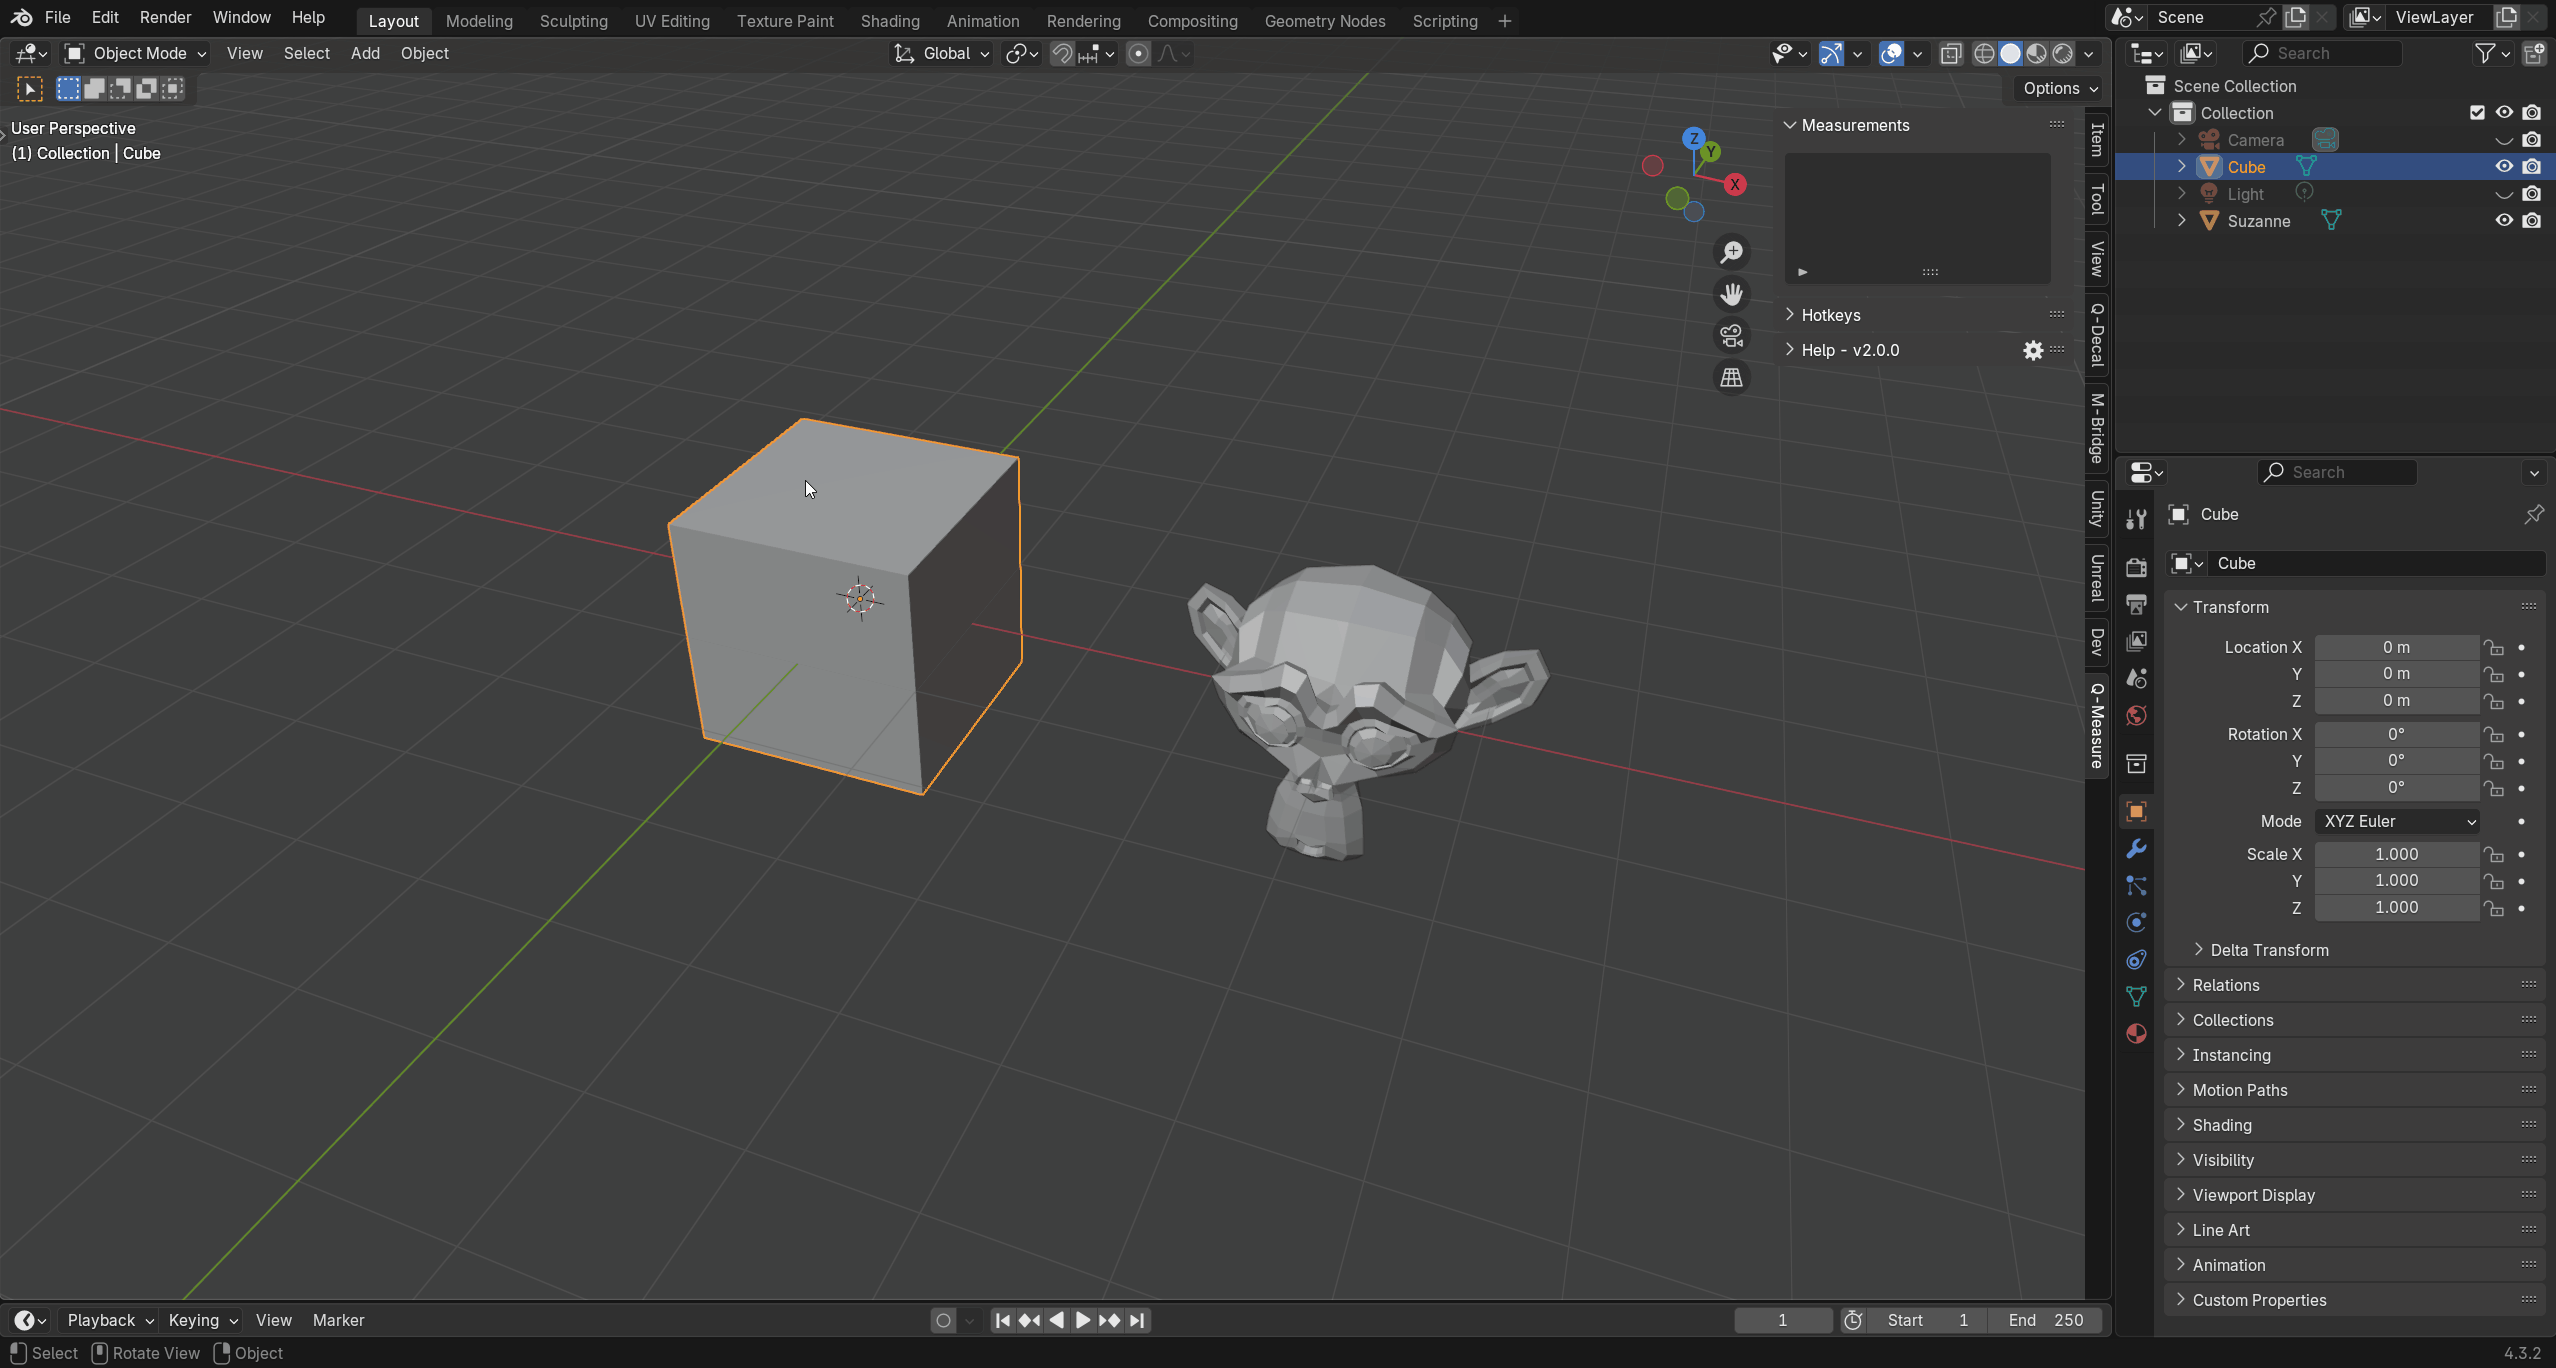 File Edit Render Window Help Layout Modeling Sculpting UV Editing Texture Paint Shading Animation Rendering Compositing Geometry Nodes Scripting Scene ViewLayer
Object Mode View Select Add Object Global Search
Options
User Perspective
(1) Collection | Cube
Z
Y
X
Measurements
Hotkeys
Help - v2.0.0
Item
Tool
View
Q-Decal
M-Bridge
Unity
Unreal
Dev
Q-Measure
Scene Collection
Collection
Camera
Cube
Light
Suzanne
Search
Cube
Cube
Transform
Location X 0 m
Y 0 m
Z 0 m
Rotation X 0°
Y 0°
Z 0°
Mode XYZ Euler
Scale X 1.000
Y 1.000
Z 1.000
Delta Transform
Relations
Collections
Instancing
Motion Paths
Shading
Visibility
Viewport Display
Line Art
Animation
Custom Properties
Playback Keying View Marker 1 Start 1 End 250
Select Rotate View Object 4.3.2